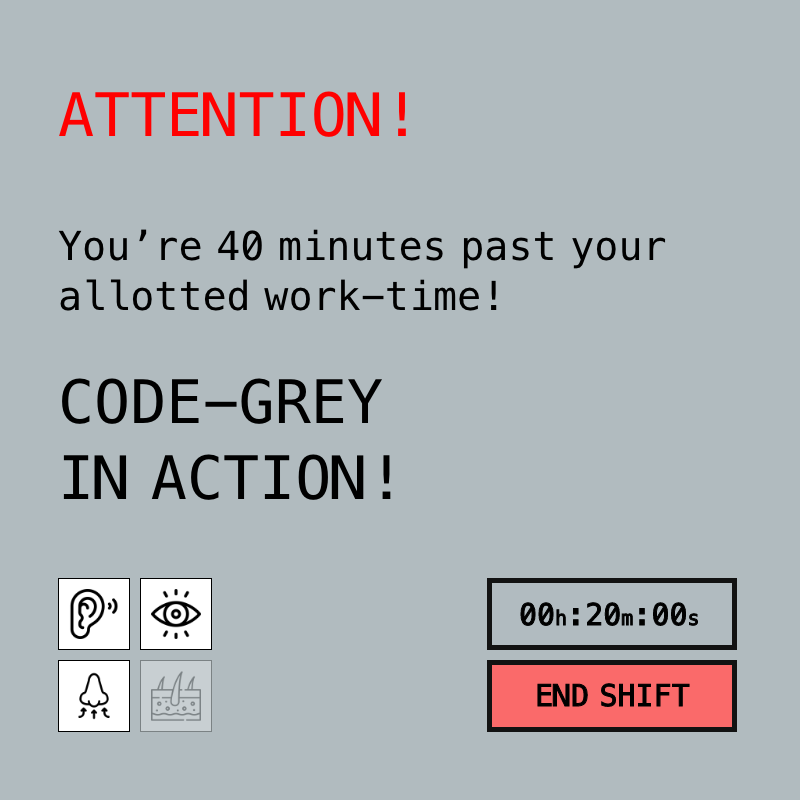 ATTENTION!
You’re 40 minutes past your
allotted work–time!
CODE–GREY
IN ACTION!
00h:20m:00s
END SHIFT